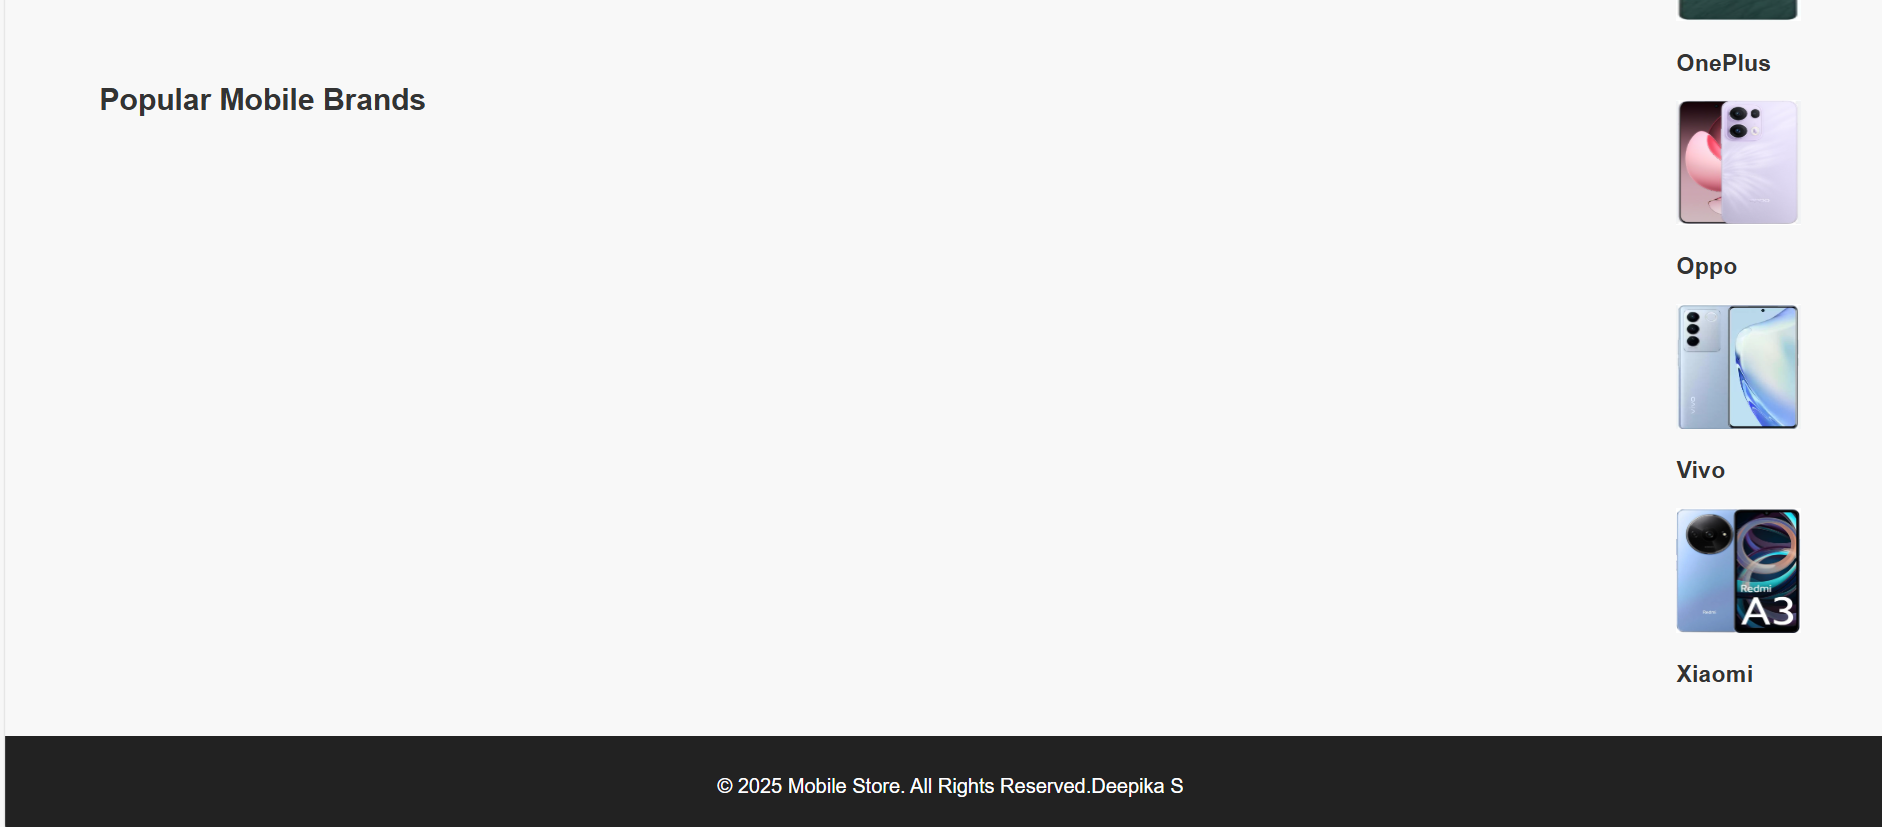 OnePlus
Popular Mobile Brands
Oppo
Vivo
Redmi
A3
Xiaomi
© 2025 Mobile Store. All Rights Reserved.Deepika S